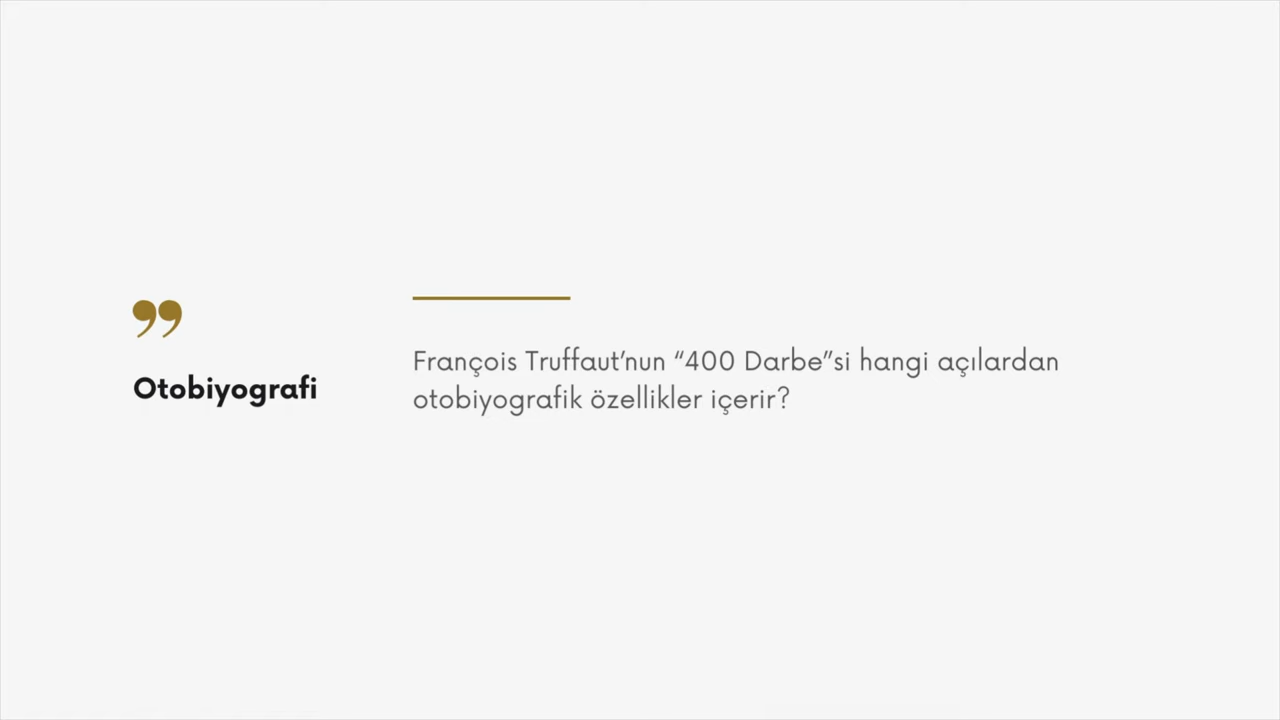 ”
Otobiyografi
François Truffaut’nun “400 Darbe”si hangi açılardan
otobiyografik özellikler içerir?